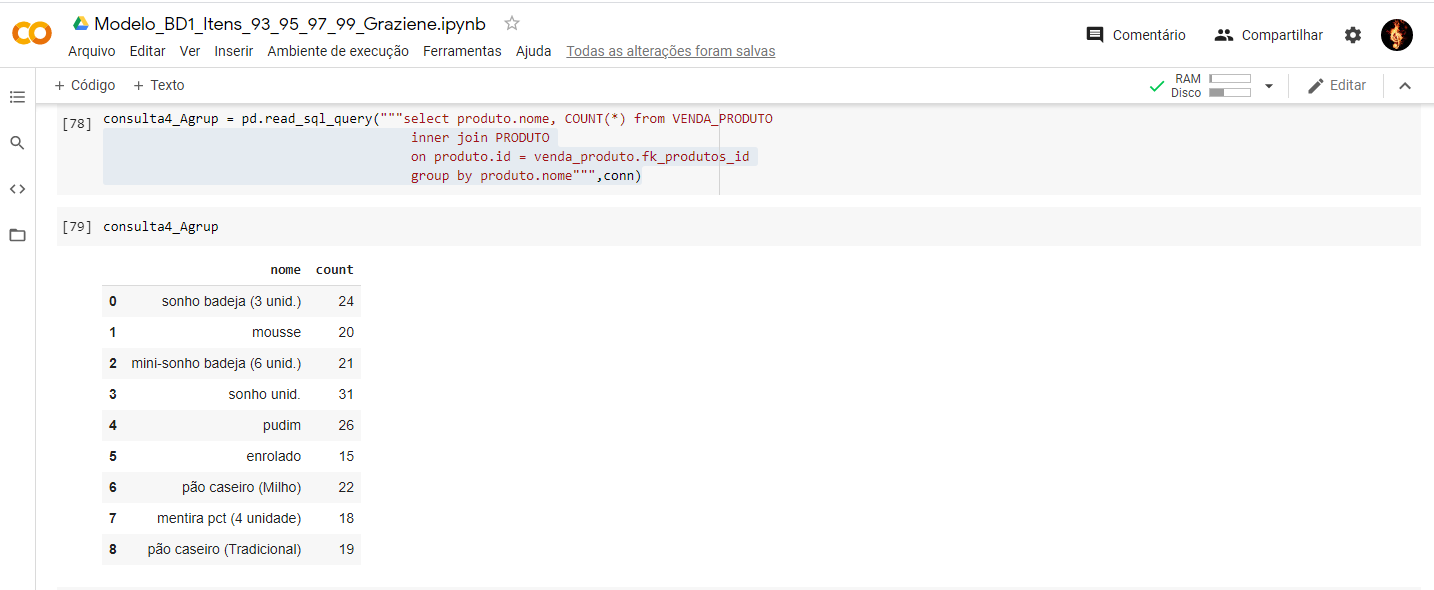 Modelo_BD1_Itens_93_95_97_99_Graziene.ipynb
Arquivo Editar Ver Inserir Ambiente de execução Ferramentas Ajuda Todas as alterações foram salvas
Comentário Compartilhar
+ Código + Texto
RAM
Disco
Editar
[78] consulta4_Agrup = pd.read_sql_query("""select produto.nome, COUNT(*) from VENDA_PRODUTO
inner join PRODUTO
on produto.id = venda_produto.fk_produtos_id
group by produto.nome""",conn)
[79] consulta4_Agrup
nome count
0 sonho badeja (3 unid.) 24
1 mousse 20
2 mini-sonho badeja (6 unid.) 21
3 sonho unid. 31
4 pudim 26
5 enrolado 15
6 pão caseiro (Milho) 22
7 mentira pct (4 unidade) 18
8 pão caseiro (Tradicional) 19